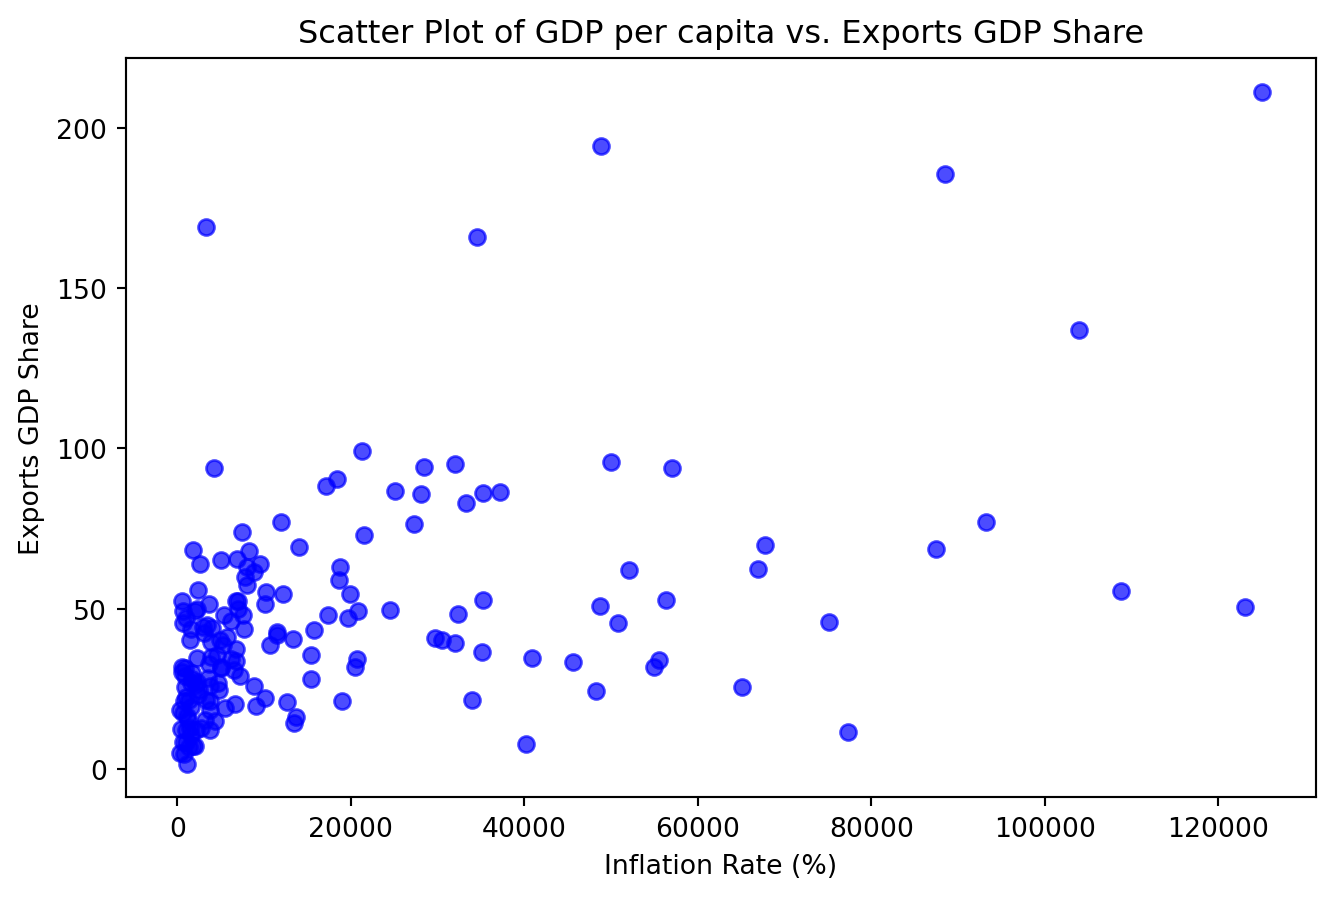 Scatter Plot of GDP per capita vs. Exports GDP Share
Exports GDP Share
200
150
100
50
0
0 20000 40000 60000 80000 100000 120000
Inflation Rate (%)